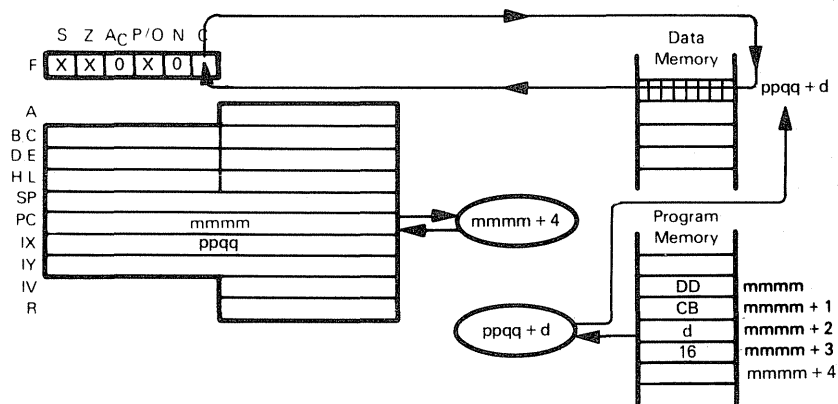 S Z AC P/O N C
F X X 0 X 0
Data
Memory
ppqq + d
A
B C
D E
H L
SP
PC mmmm
IX ppqq
IY
IV
R
mmmm + 4
ppqq + d
Program
Memory
DD mmmm
CB mmmm + 1
d mmmm + 2
16 mmmm + 3
mmmm + 4